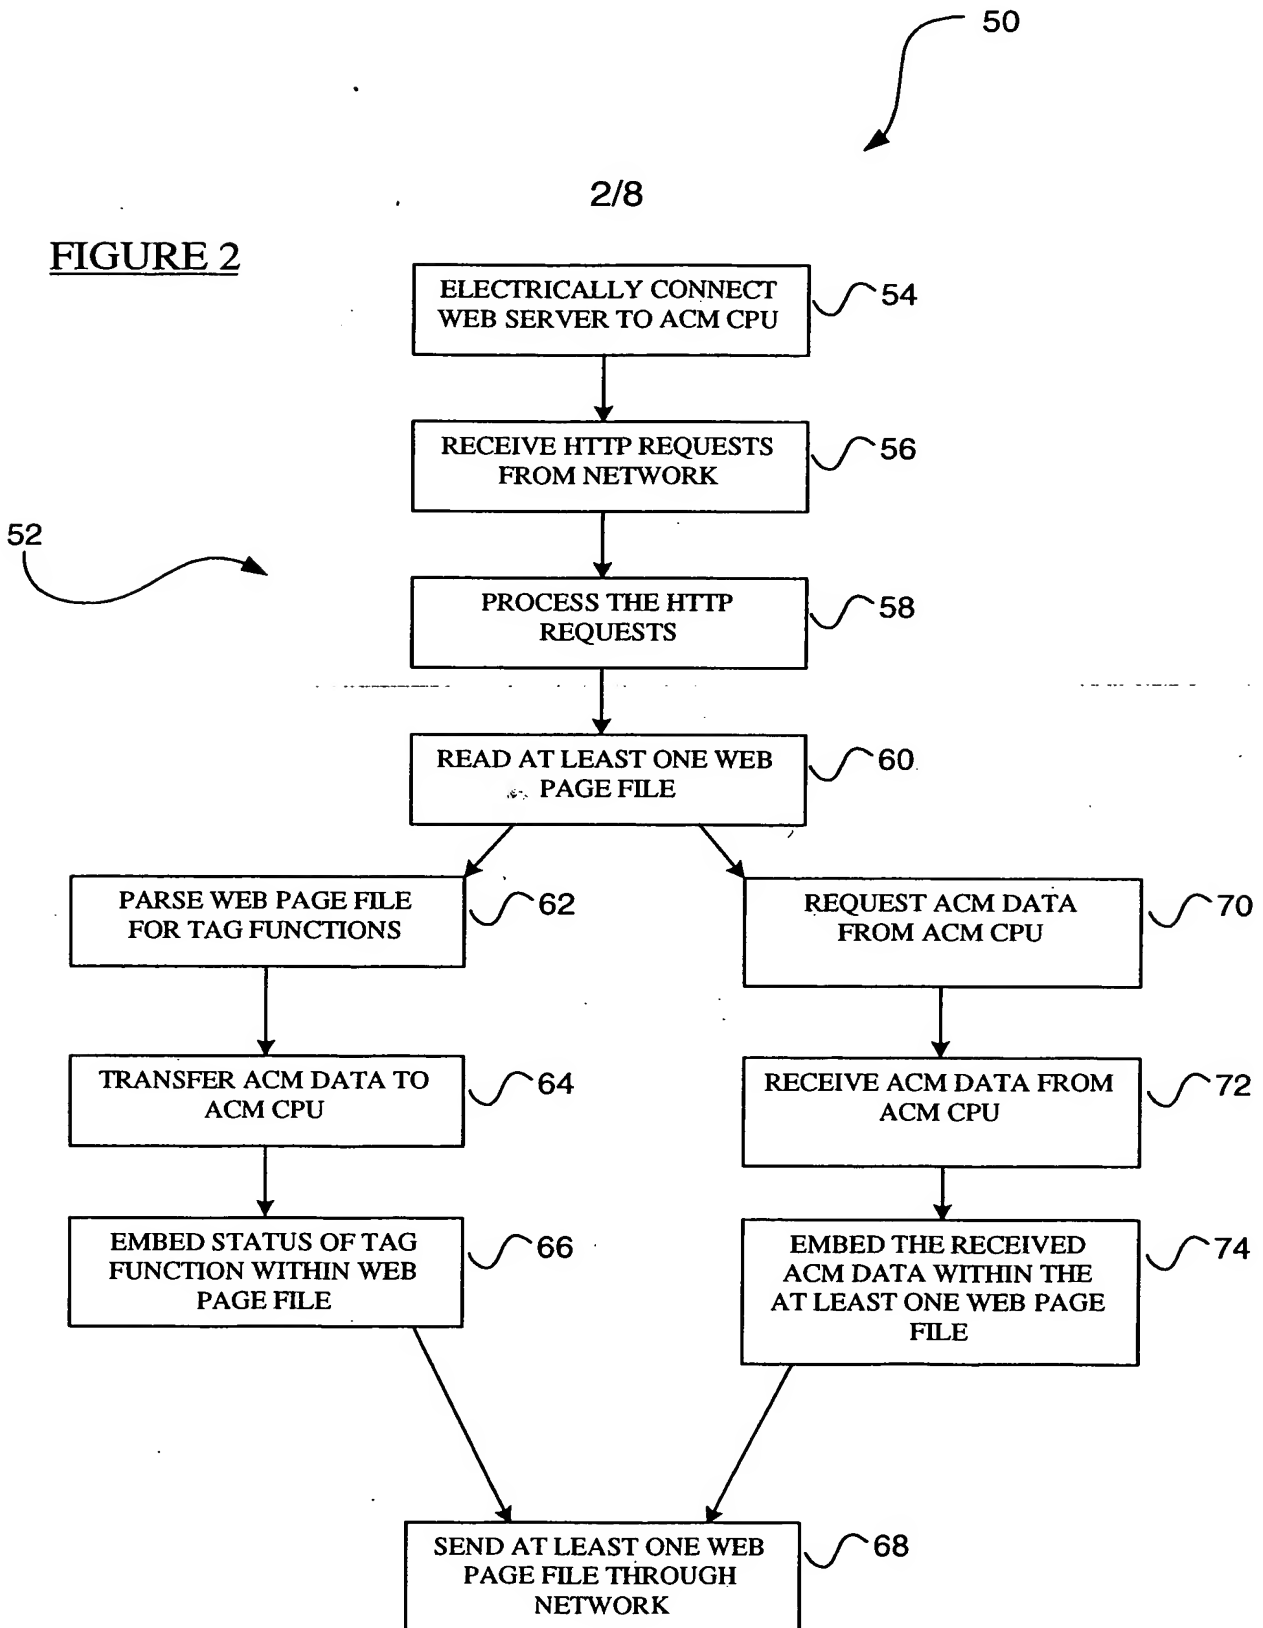 50
2/8
FIGURE 2
ELECTRICALLY CONNECT
WEB SERVER TO ACM CPU
54
RECEIVE HTTP REQUESTS
FROM NETWORK
56
52
PROCESS THE HTTP
REQUESTS
58
READ AT LEAST ONE WEB
PAGE FILE
60
PARSE WEB PAGE FILE
FOR TAG FUNCTIONS
62
REQUEST ACM DATA
FROM ACM CPU
70
TRANSFER ACM DATA TO
ACM CPU
64
RECEIVE ACM DATA FROM
ACM CPU
72
EMBED STATUS OF TAG
FUNCTION WITHIN WEB
PAGE FILE
66
EMBED THE RECEIVED
ACM DATA WITHIN THE
AT LEAST ONE WEB PAGE
FILE
74
SEND AT LEAST ONE WEB
PAGE FILE THROUGH
NETWORK
68